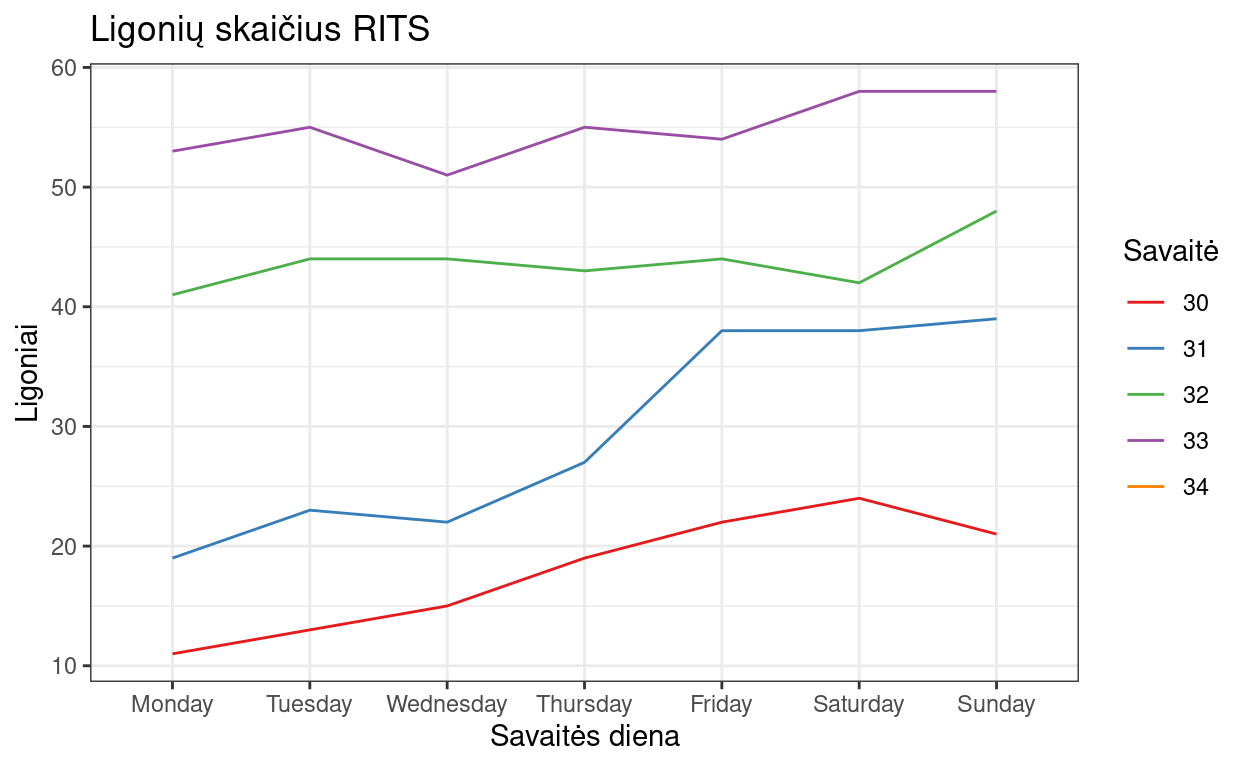 Ligonių skaičius RITS
60
50
40
30
20
10
Ligoniai
Monday Tuesday Wednesday Thursday Friday Saturday Sunday
Savaitės diena
Savaitė
30
31
32
33
34